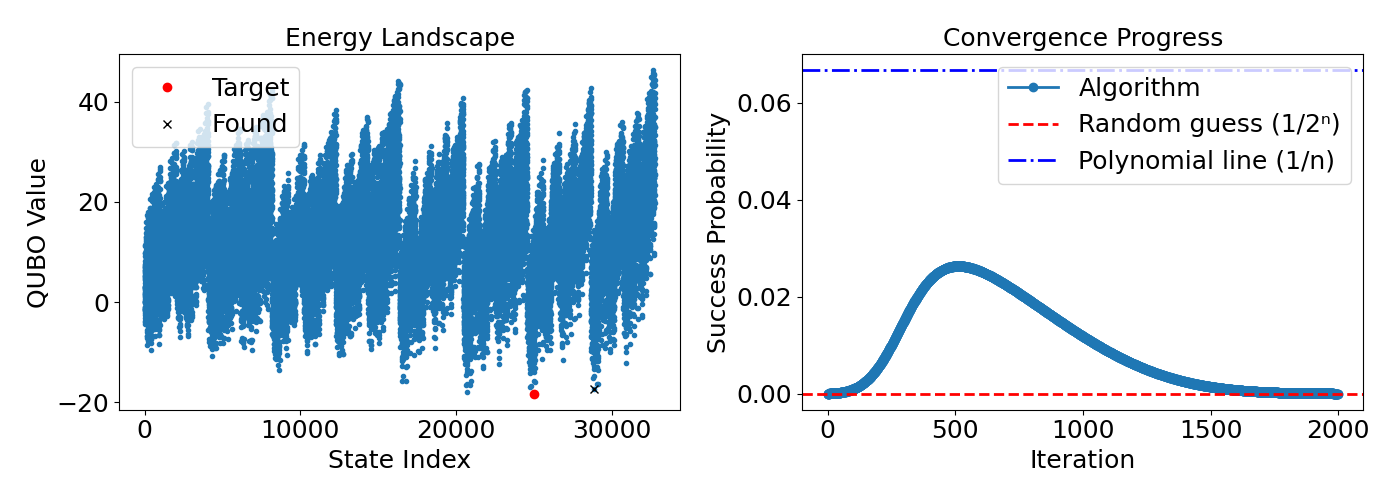 Energy Landscape
Target
Found
40
20
0
−20
QUBO Value
0
10000
20000
30000
State Index
Convergence Progress
Algorithm
Random guess (1/2ⁿ)
Polynomial line (1/n)
0.06
0.04
0.02
0.00
Success Probability
0
500
1000
1500
2000
Iteration